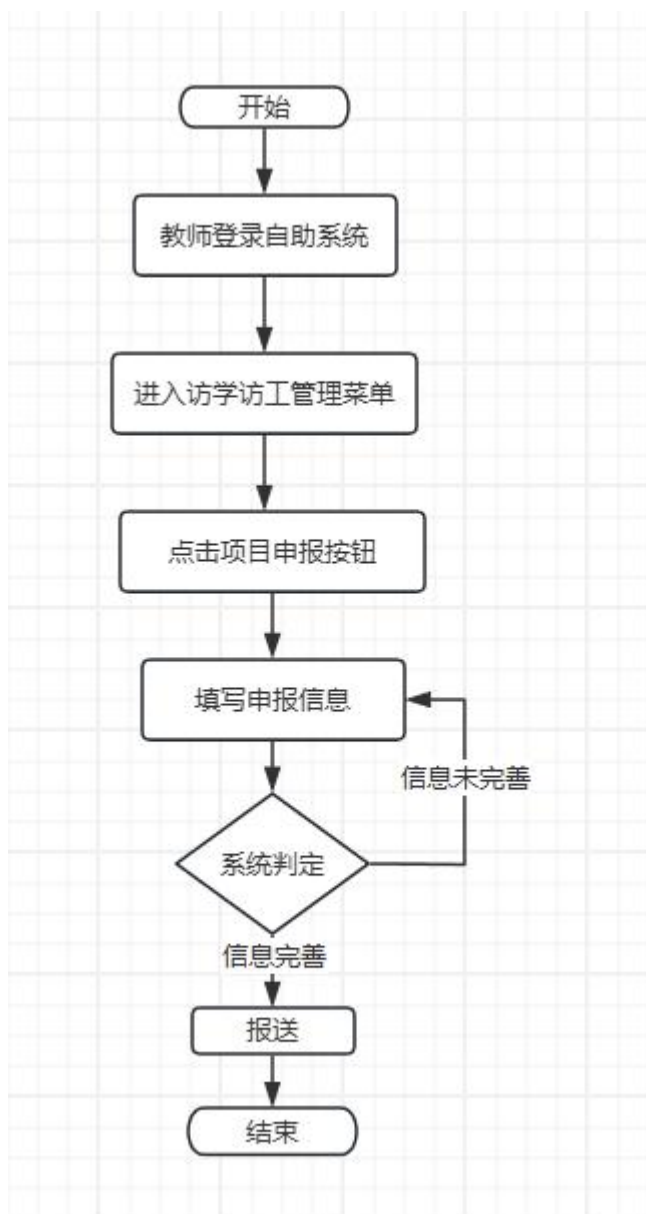 开始
教师登录自助系统
进入访学访工管理菜单
点击项目申报按钮
填写申报信息
信息未完善
系统判定
信息完善
报送
结束